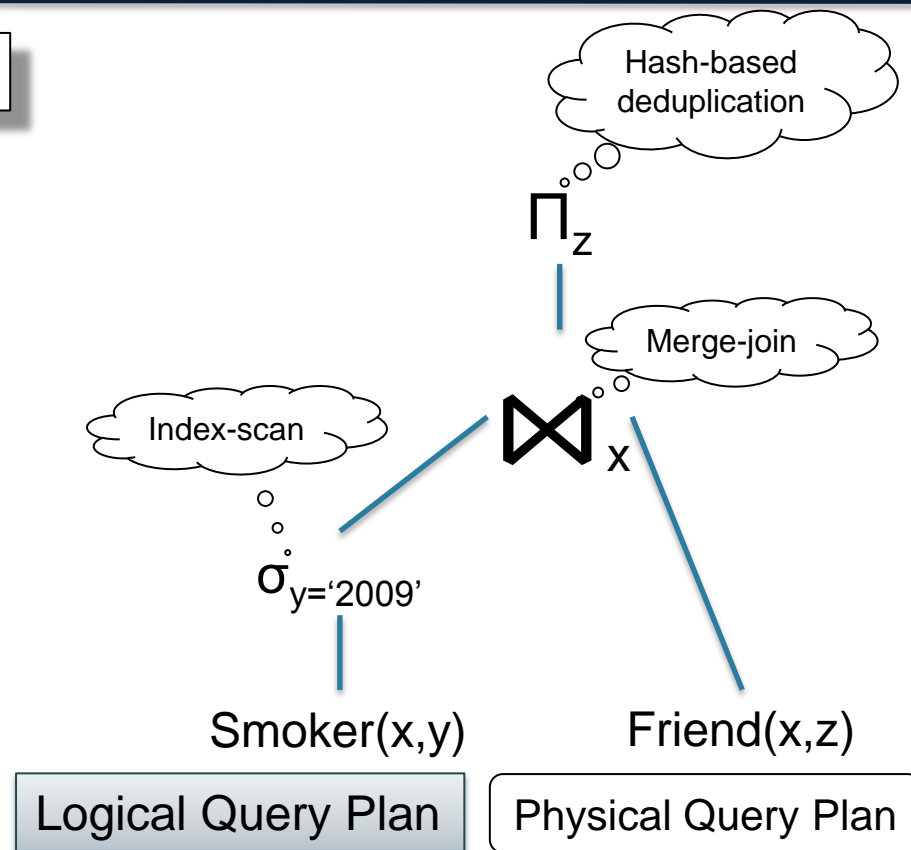 Hash-based
deduplication
Π_z
Merge-join
⋈_x
Index-scan
σ_y=‘2009’
Smoker(x,y)
Friend(x,z)
Logical Query Plan
Physical Query Plan